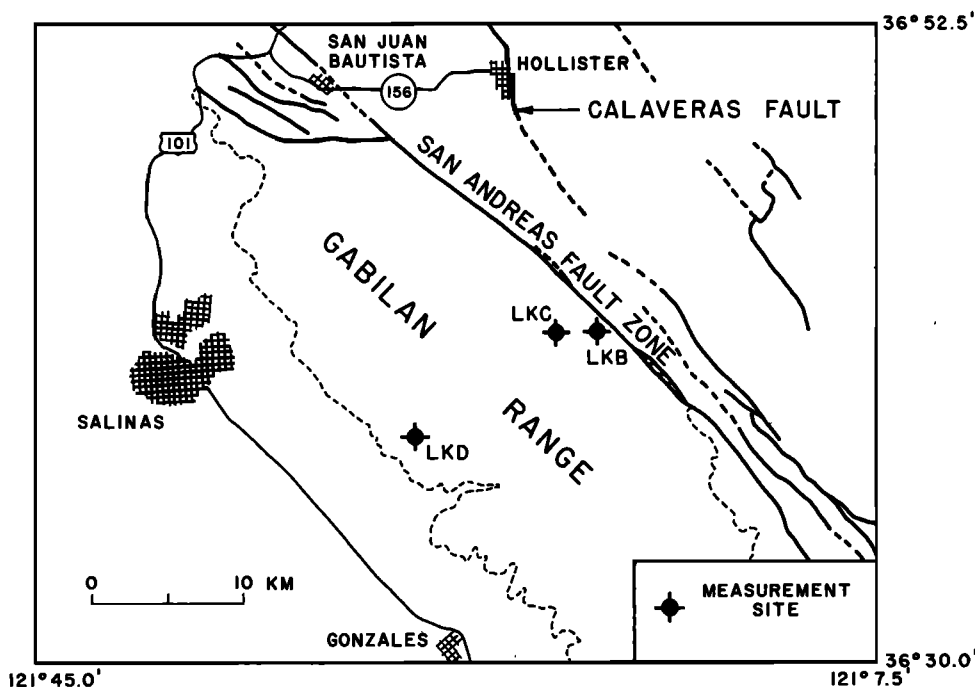 36° 52.5'
SAN JUAN
BAUTISTA
HOLLISTER
156
CALAVERAS FAULT
101
SAN ANDREAS FAULT ZONE
GABILAN
RANGE
LKC
LKB
SALINAS
LKD
0 10 KM
MEASUREMENT
SITE
GONZALES
36° 30.0'
121° 45.0'
121° 7.5'